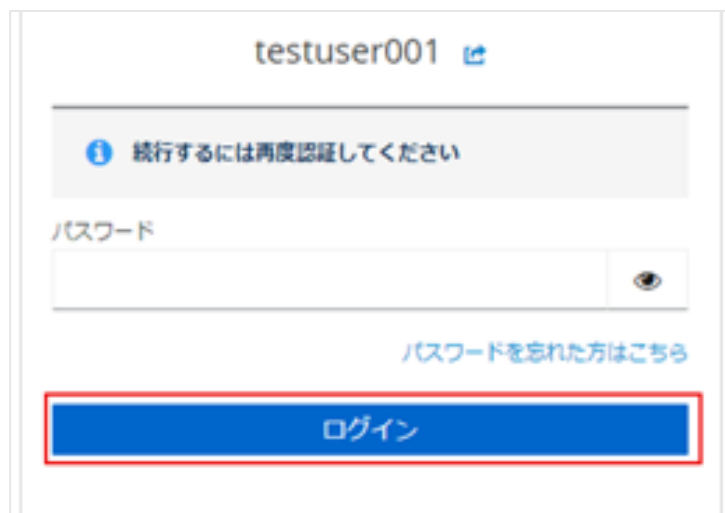 testuser001
続行するには再度認証してください
パスワード
パスワードを忘れた方はこちら
ログイン